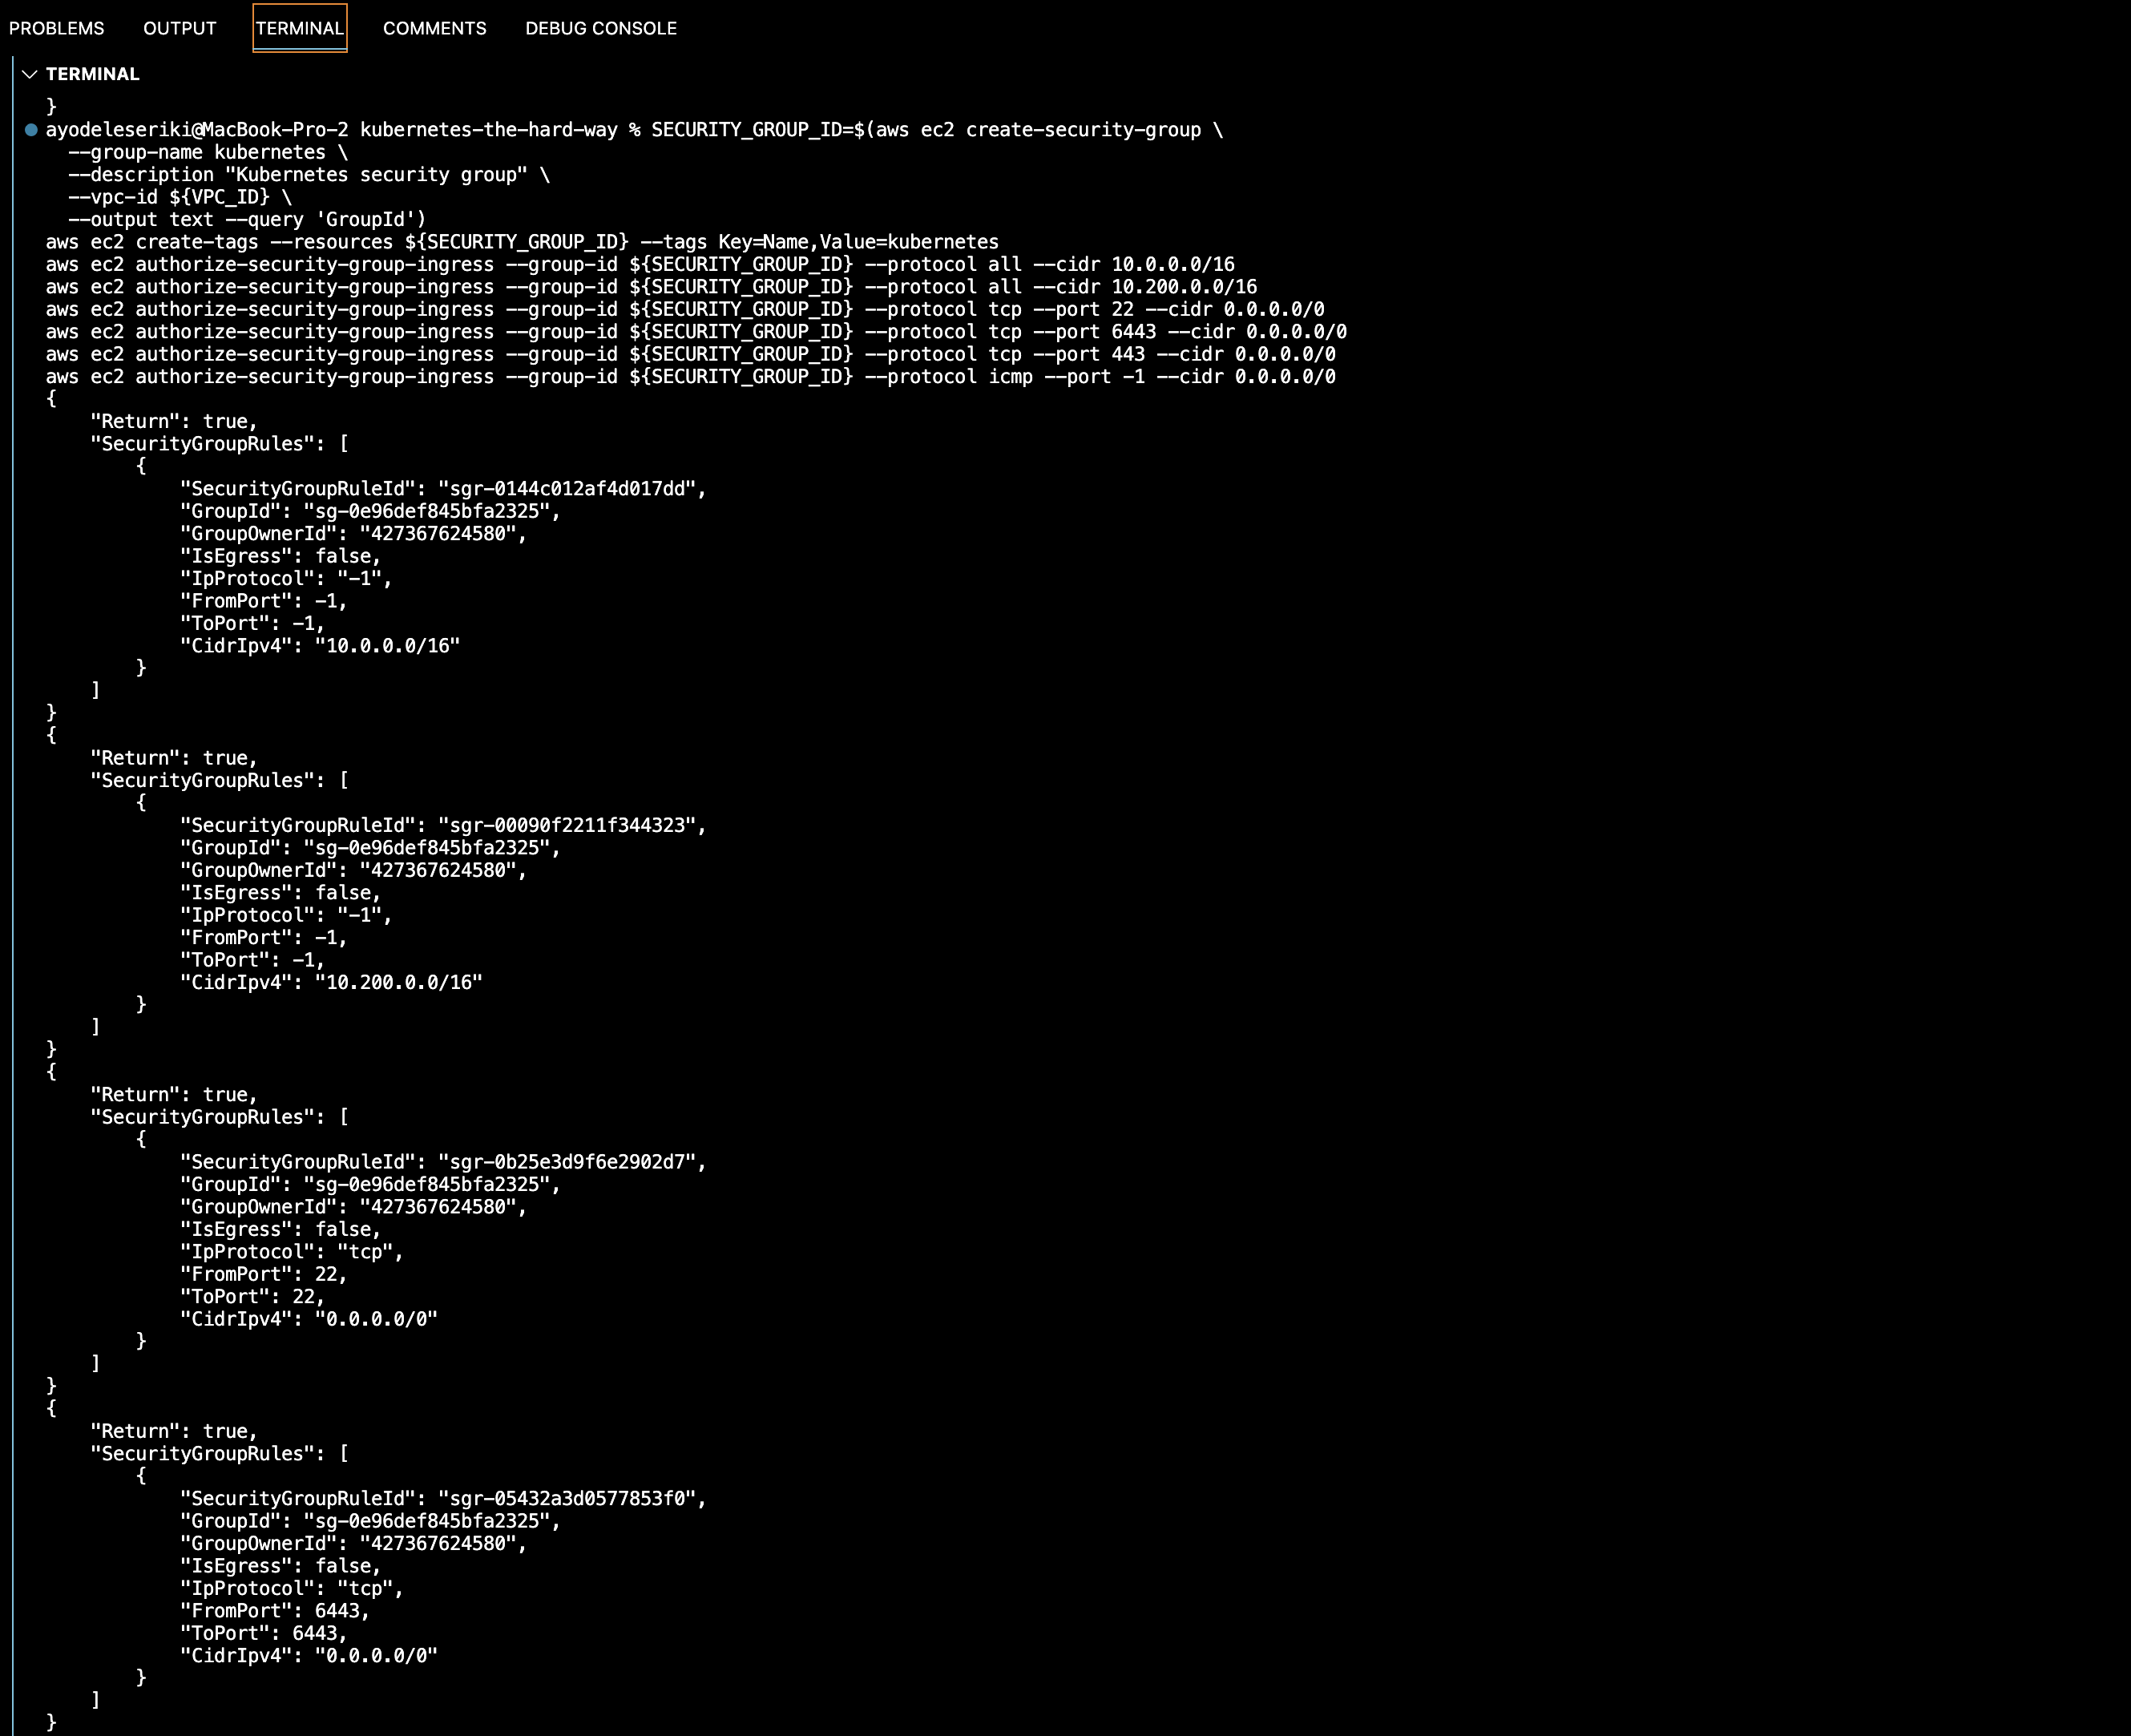 PROBLEMS OUTPUT TERMINAL COMMENTS DEBUG CONSOLE
TERMINAL
}
ayodeleseriki@MacBook-Pro-2 kubernetes-the-hard-way % SECURITY_GROUP_ID=$(aws ec2 create-security-group \
  --group-name kubernetes \
  --description "Kubernetes security group" \
  --vpc-id ${VPC_ID} \
  --output text --query 'GroupId')
aws ec2 create-tags --resources ${SECURITY_GROUP_ID} --tags Key=Name,Value=kubernetes
aws ec2 authorize-security-group-ingress --group-id ${SECURITY_GROUP_ID} --protocol all --cidr 10.0.0.0/16
aws ec2 authorize-security-group-ingress --group-id ${SECURITY_GROUP_ID} --protocol all --cidr 10.200.0.0/16
aws ec2 authorize-security-group-ingress --group-id ${SECURITY_GROUP_ID} --protocol tcp --port 22 --cidr 0.0.0.0/0
aws ec2 authorize-security-group-ingress --group-id ${SECURITY_GROUP_ID} --protocol tcp --port 6443 --cidr 0.0.0.0/0
aws ec2 authorize-security-group-ingress --group-id ${SECURITY_GROUP_ID} --protocol tcp --port 443 --cidr 0.0.0.0/0
aws ec2 authorize-security-group-ingress --group-id ${SECURITY_GROUP_ID} --protocol icmp --port -1 --cidr 0.0.0.0/0
{
    "Return": true,
    "SecurityGroupRules": [
        {
            "SecurityGroupRuleId": "sgr-0144c012af4d017dd",
            "GroupId": "sg-0e96def845bfa2325",
            "GroupOwnerId": "427367624580",
            "IsEgress": false,
            "IpProtocol": "-1",
            "FromPort": -1,
            "ToPort": -1,
            "CidrIpv4": "10.0.0.0/16"
        }
    ]
}
{
    "Return": true,
    "SecurityGroupRules": [
        {
            "SecurityGroupRuleId": "sgr-00090f2211f344323",
            "GroupId": "sg-0e96def845bfa2325",
            "GroupOwnerId": "427367624580",
            "IsEgress": false,
            "IpProtocol": "-1",
            "FromPort": -1,
            "ToPort": -1,
            "CidrIpv4": "10.200.0.0/16"
        }
    ]
}
{
    "Return": true,
    "SecurityGroupRules": [
        {
            "SecurityGroupRuleId": "sgr-0b25e3d9f6e2902d7",
            "GroupId": "sg-0e96def845bfa2325",
            "GroupOwnerId": "427367624580",
            "IsEgress": false,
            "IpProtocol": "tcp",
            "FromPort": 22,
            "ToPort": 22,
            "CidrIpv4": "0.0.0.0/0"
        }
    ]
}
{
    "Return": true,
    "SecurityGroupRules": [
        {
            "SecurityGroupRuleId": "sgr-05432a3d0577853f0",
            "GroupId": "sg-0e96def845bfa2325",
            "GroupOwnerId": "427367624580",
            "IsEgress": false,
            "IpProtocol": "tcp",
            "FromPort": 6443,
            "ToPort": 6443,
            "CidrIpv4": "0.0.0.0/0"
        }
    ]
}